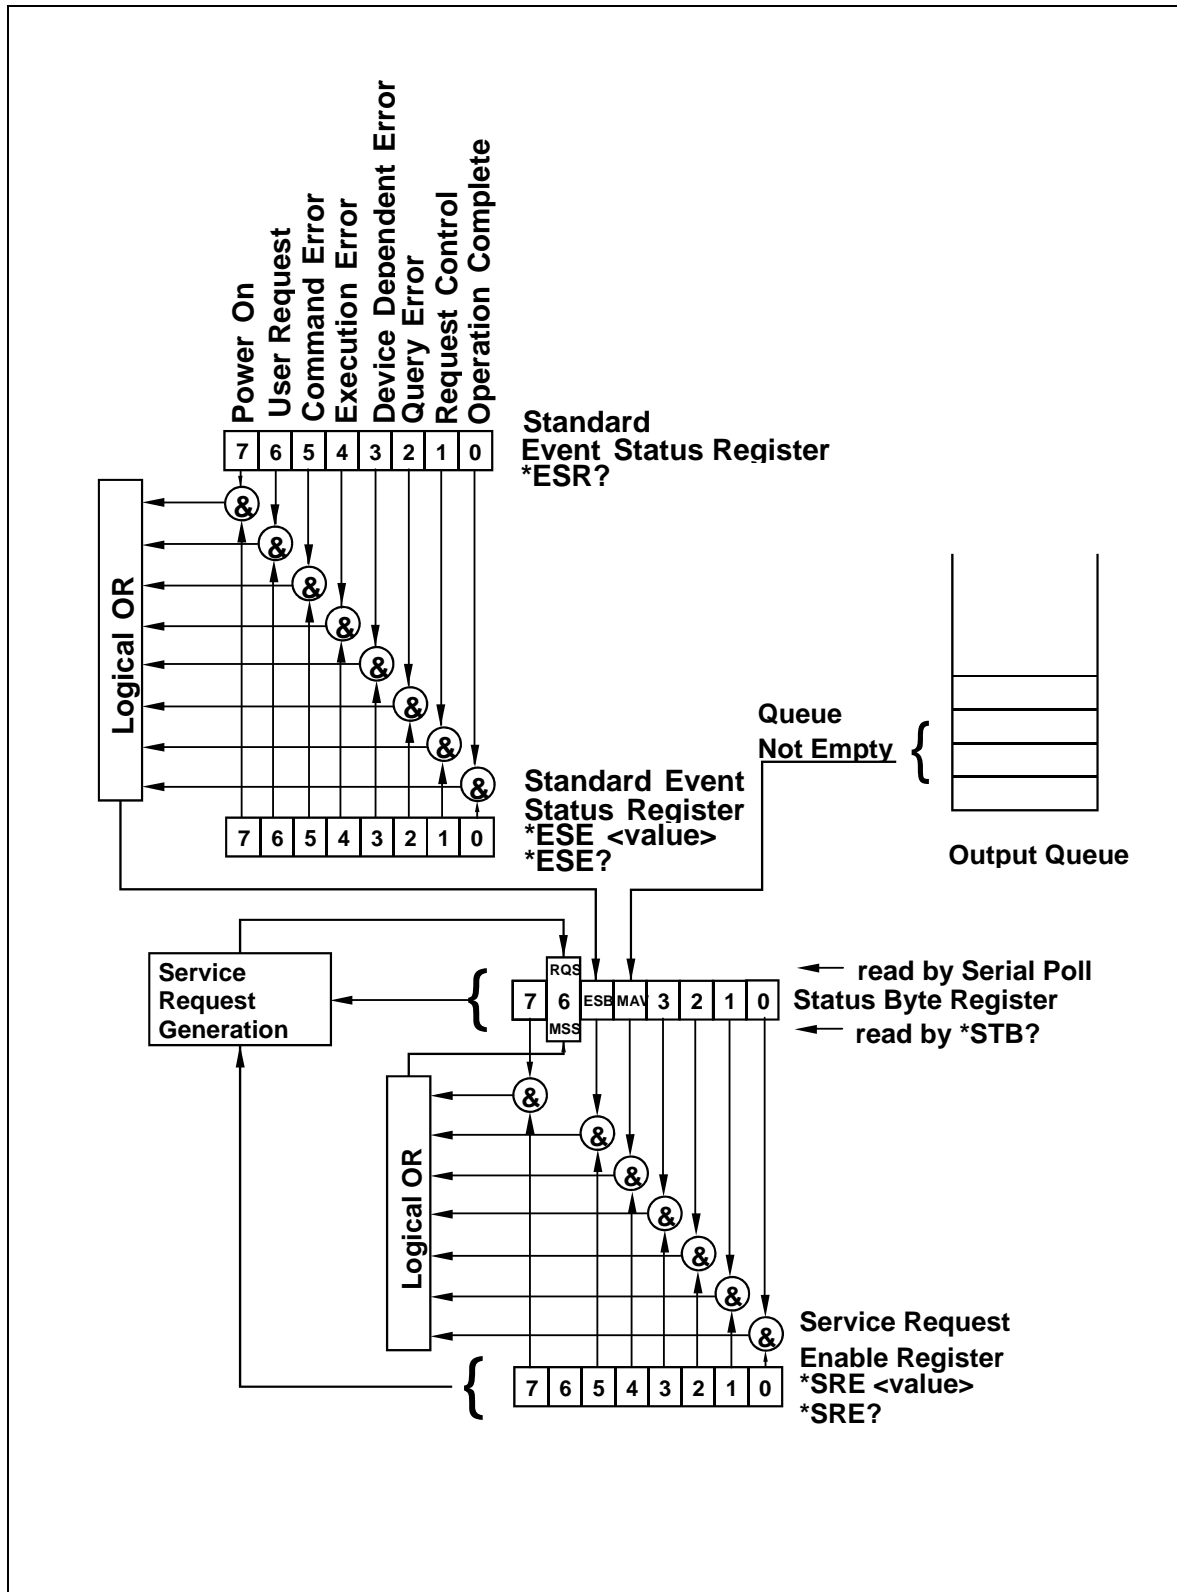 Power On
User Request
Command Error
Execution Error
Device Dependent Error
Query Error
Request Control
Operation Complete
7 6 5 4 3 2 1 0
Standard
Event Status Register
*ESR?
Logical OR
& & & & & & & &
Queue
Not Empty {
Output Queue
Standard Event
Status Register
*ESE <value>
*ESE?
7 6 5 4 3 2 1 0
Service
Request
Generation
{
RQS
7 6 ESB MAV 3 2 1 0
MSS
read by Serial Poll
Status Byte Register
read by *STB?
Logical OR
& & & & & & &
{
7 6 5 4 3 2 1 0
Service Request
Enable Register
*SRE <value>
*SRE?